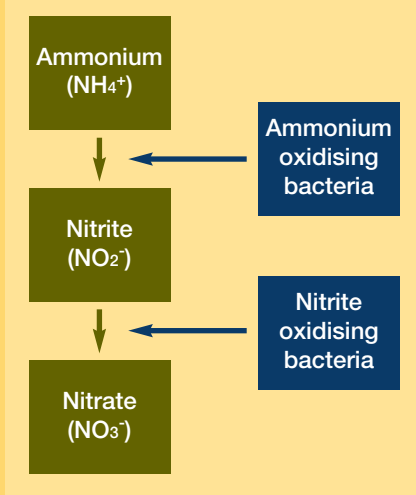 Ammonium
(NH₄⁺)
Ammonium
oxidising
bacteria
Nitrite
(NO₂⁻)
Nitrite
oxidising
bacteria
Nitrate
(NO₃⁻)